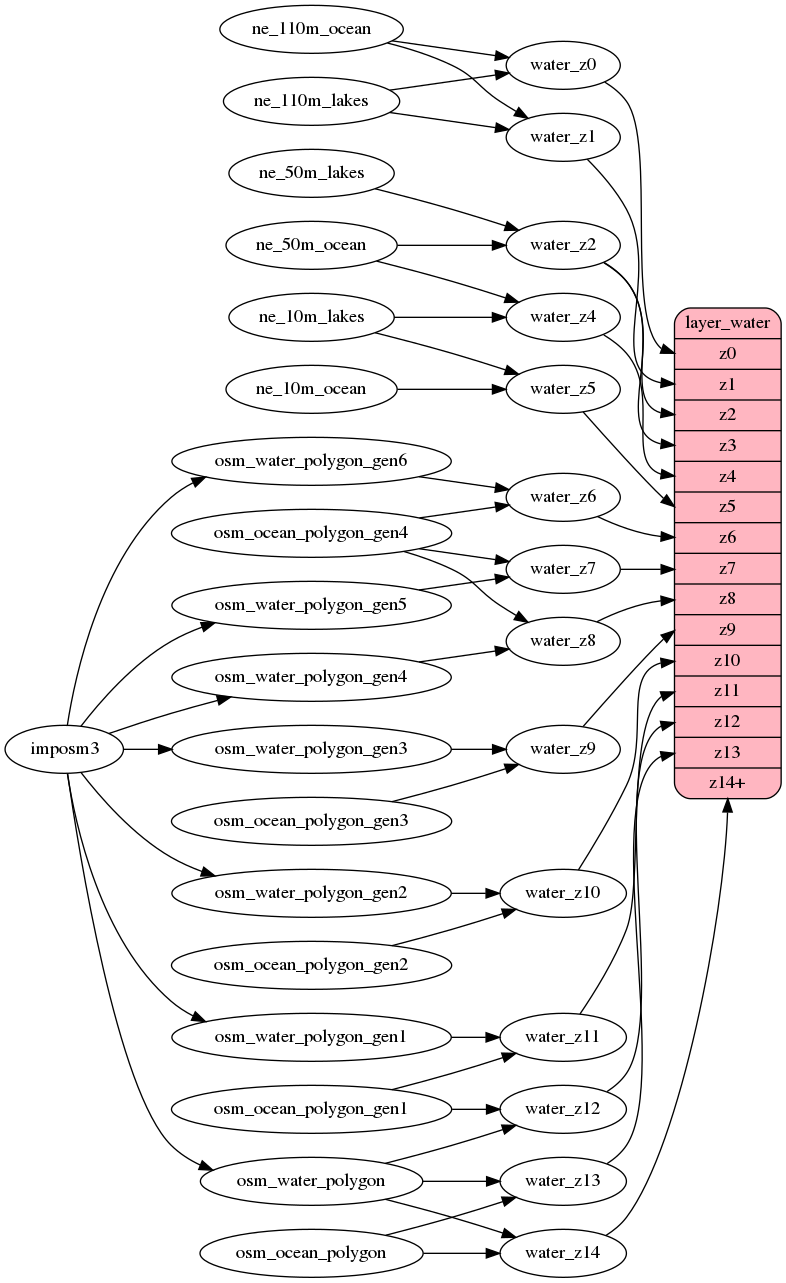 ne_110m_ocean
water_z0
ne_110m_lakes
water_z1
ne_50m_lakes
ne_50m_ocean
water_z2
ne_10m_lakes
water_z4
ne_10m_ocean
water_z5
layer_water
z0
z1
z2
z3
z4
z5
z6
z7
z8
z9
z10
z11
z12
z13
z14+
osm_water_polygon_gen6
water_z6
osm_ocean_polygon_gen4
water_z7
osm_water_polygon_gen5
water_z8
osm_water_polygon_gen4
imposm3
osm_water_polygon_gen3
water_z9
osm_ocean_polygon_gen3
osm_water_polygon_gen2
water_z10
osm_ocean_polygon_gen2
osm_water_polygon_gen1
water_z11
osm_ocean_polygon_gen1
water_z12
osm_water_polygon
water_z13
osm_ocean_polygon
water_z14